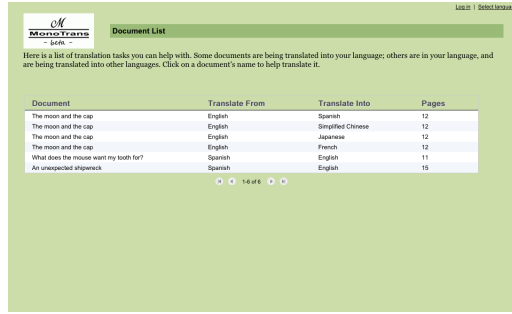 Log in | Select langua
M
MonoTrans
- beta -
Document List
Here is a list of translation tasks you can help with. Some documents are being translated into your language; others are in your language, and
are being translated into other languages. Click on a document's name to help translate it.
Document Translate From Translate Into Pages
The moon and the cap English Spanish 12
The moon and the cap English Simplified Chinese 12
The moon and the cap English Japanese 12
The moon and the cap English French 12
What does the mouse want my tooth for? Spanish English 11
An unexpected shipwreck Spanish English 15
1-6 of 6